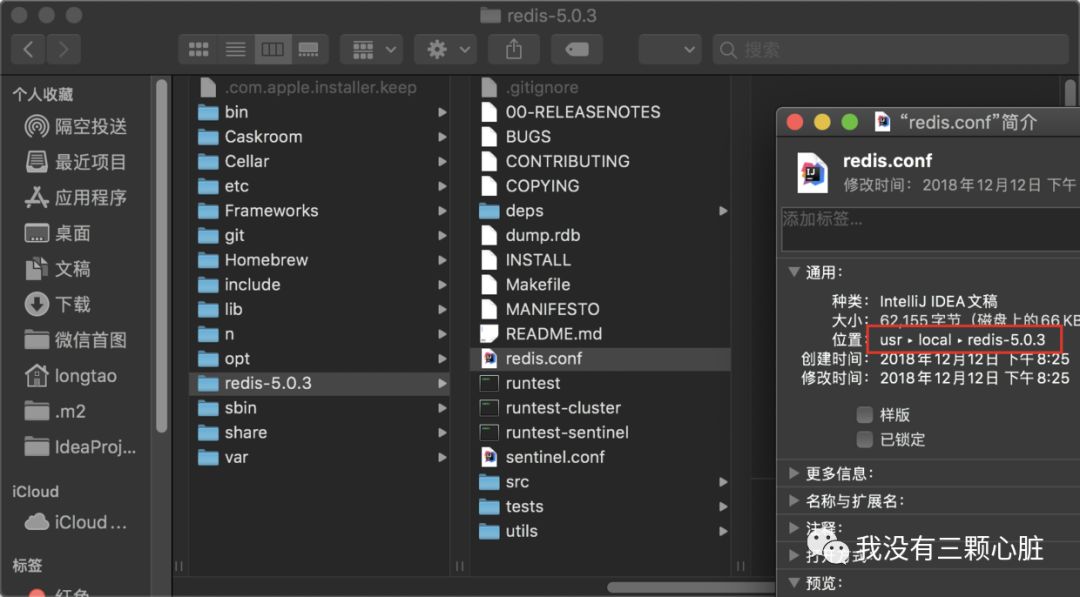 redis-5.0.3
搜索
个人收藏
隔空投送
最近项目
应用程序
桌面
文稿
下载
微信首图
longtao
.m2
IdeaProj...
iCloud
iCloud ...
标签
红色
.com.apple.installer.keep
bin
Caskroom
Cellar
etc
Frameworks
git
Homebrew
include
lib
n
opt
redis-5.0.3
sbin
share
var
.gitignore
00-RELEASENOTES
BUGS
CONTRIBUTING
COPYING
deps
dump.rdb
INSTALL
Makefile
MANIFESTO
README.md
redis.conf
runtest
runtest-cluster
runtest-sentinel
sentinel.conf
src
tests
utils
“redis.conf”简介
redis.conf
修改时间：2018年12月12日 下午
添加标签...
通用：
种类： IntelliJ IDEA文稿
大小： 62,155字节（磁盘上的66 KB
位置： usr ▸ local ▸ redis-5.0.3
创建时间： 2018年12月12日 下午8:25
修改时间： 2018年12月12日 下午8:25
样版
已锁定
更多信息：
名称与扩展名：
注释：
打开方式
预览：
我没有三颗心脏